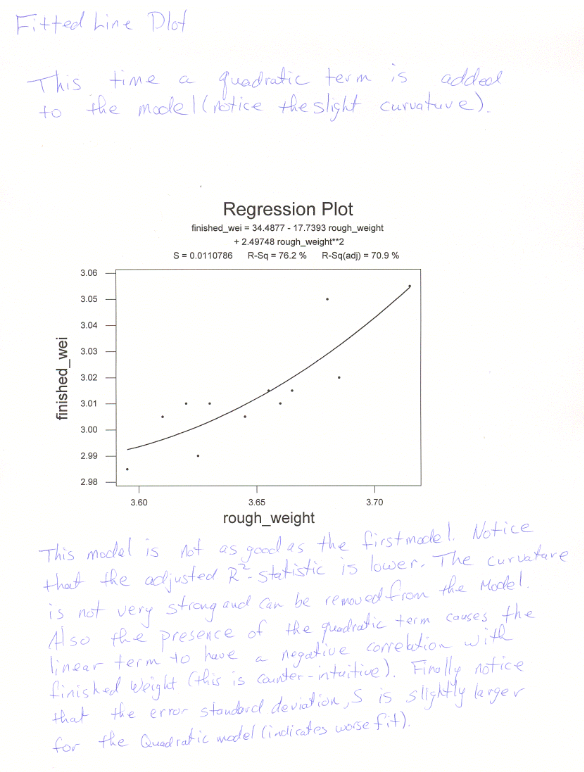 Fitted Line Plot
This time a quadratic term is added
to the model (notice the slight curvature).
Regression Plot
finished_wei = 34.4877 - 17.7393 rough_weight
+ 2.49748 rough_weight**2
S = 0.0110786 R-Sq = 76.2 % R-Sq(adj) = 70.9 %
3.06
3.05
3.04
3.03
3.02
3.01
3.00
2.99
2.98
finished_wei
3.60 3.65 3.70
rough_weight
This model is not as good as the first model. Notice
that the adjusted R²-statistic is lower. The curvature
is not very strong and can be removed from the Model.
Also the presence of the quadratic term causes the
linear term to have a negative correlation with
finished weight (this is counter-intuitive). Finally notice
that the error standard deviation, S is slightly larger
for the Quadratic model (indicates worse fit).